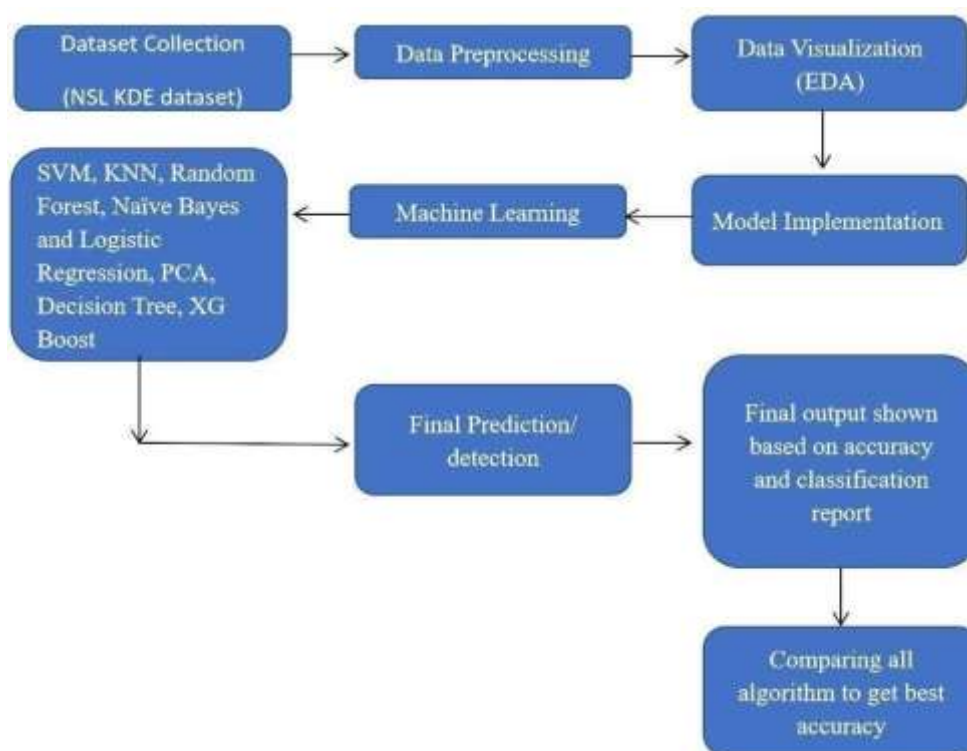 Dataset Collection
(NSL KDE dataset)
Data Preprocessing
Data Visualization
(EDA)
Model Implementation
Machine Learning
SVM, KNN, Random
Forest, Naïve Bayes
and Logistic
Regression, PCA,
Decision Tree, XG
Boost
Final Prediction/
detection
Final output shown
based on accuracy
and classification
report
Comparing all
algorithm to get best
accuracy